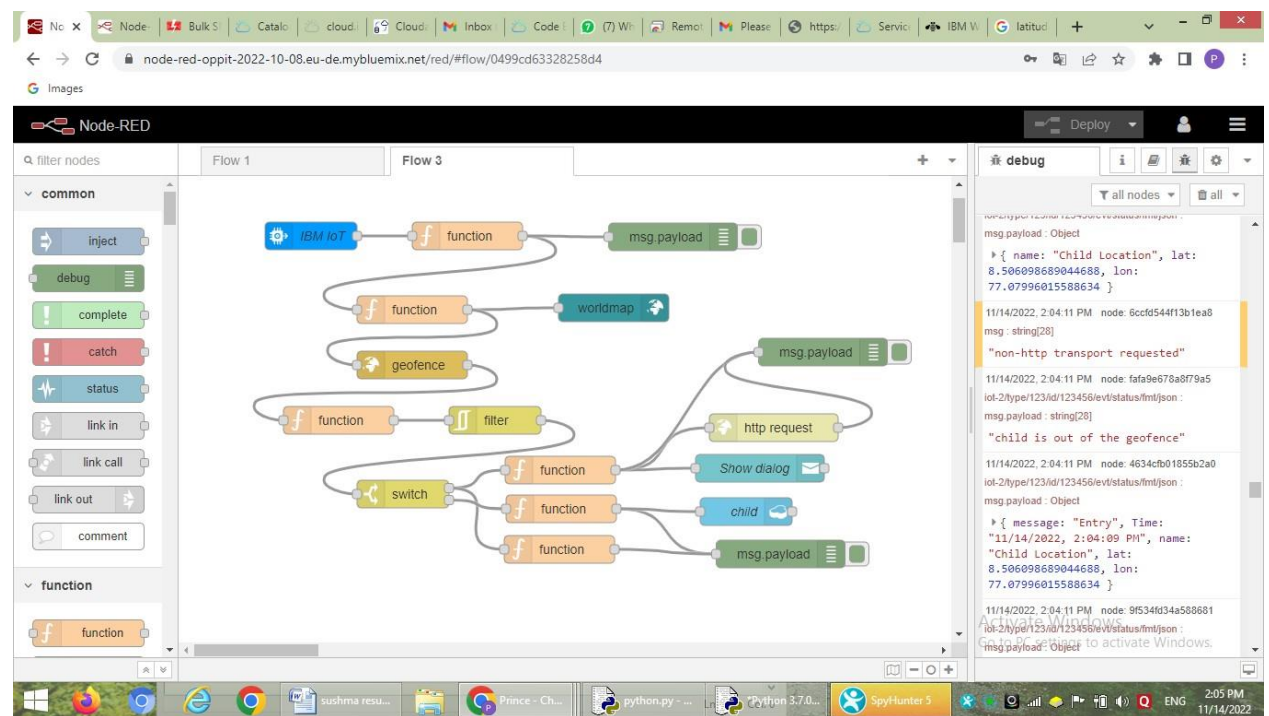 No
Node-
Bulk S
Catalo
cloud.i
Cloud
Inbox
Code
(7) Wh
Remot
Please
https:/
Service
IBM W
latitud
node-red-oppit-2022-10-08.eu-de.mybluemix.net/red/#flow/0499cd63328258d4
P
Images
Node-RED
Deploy
filter nodes
Flow 1
Flow 3
debug
i
common
all nodes
all
inject
debug
complete
catch
status
link in
link call
link out
comment
function
function
IBM IoT
function
msg.payload
function
worldmap
geofence
msg.payload
function
filter
http request
function
Show dialog
switch
function
child
function
msg.payload
iot-2/type/123/id/123456/evt/status/fmt/json :
msg.payload : Object
{ name: "Child Location", lat:
8.506098689044688, lon:
77.07996015588634 }
11/14/2022, 2:04:11 PM node: 6ccfd544f13b1ea8
msg : string[28]
"non-http transport requested"
11/14/2022, 2:04:11 PM node: fafa9e678a8f79a5
iot-2/type/123/id/123456/evt/status/fmt/json :
msg.payload : string[28]
"child is out of the geofence"
11/14/2022, 2:04:11 PM node: 4634cfb01855b2a0
iot-2/type/123/id/123456/evt/status/fmt/json :
msg.payload : Object
{ message: "Entry", Time:
"11/14/2022, 2:04:09 PM", name:
"Child Location", lat:
8.506098689044688, lon:
77.07996015588634 }
11/14/2022, 2:04:11 PM node: 9f534fd34a588681
iot-2/type/123/id/123456/evt/status/fmt/json :
msg.payload : Object
Activate Windows
Go to PC settings to activate Windows.
sushma resu...
Prince - Ch...
python.py - ...
*Python 3.7.0...
SpyHunter 5
ENG
2:05 PM
11/14/2022